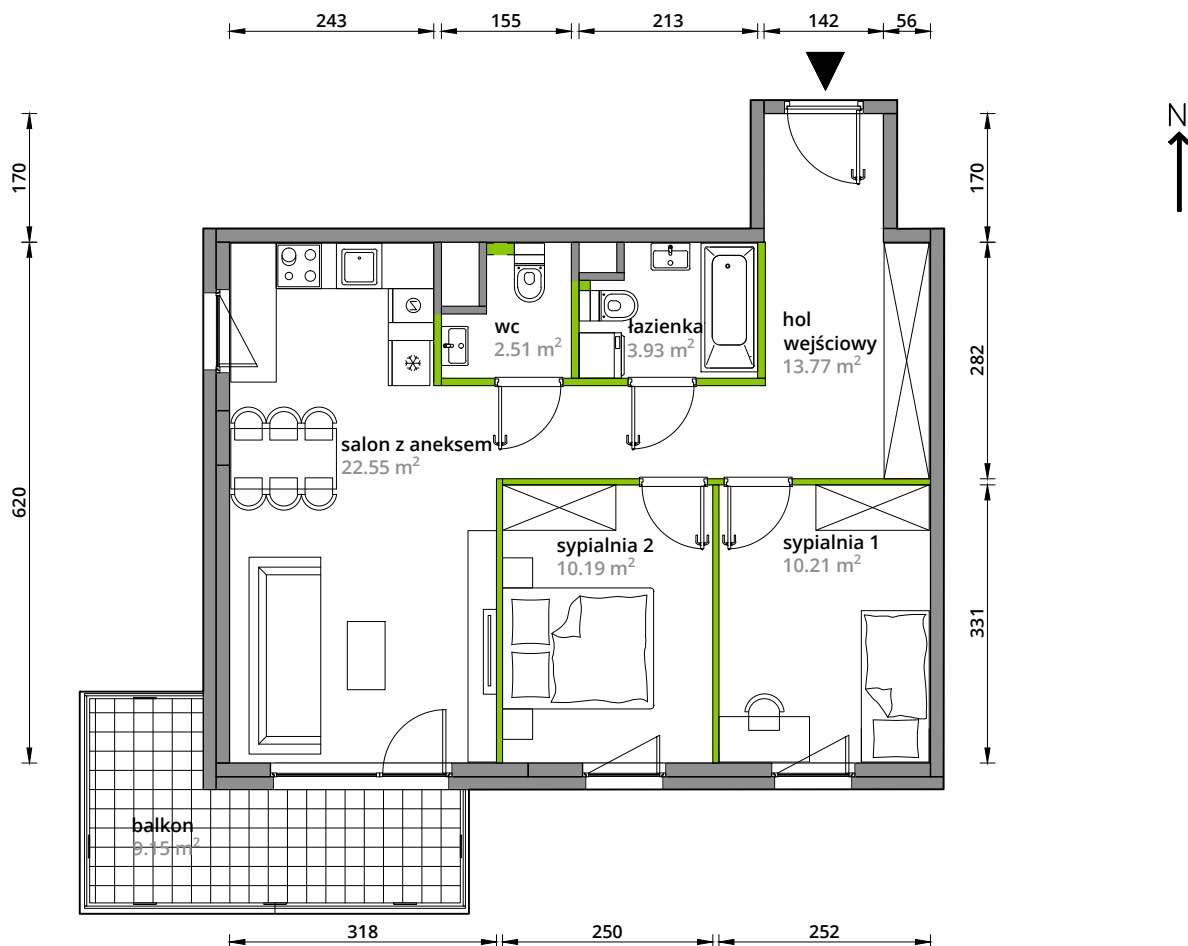 243
155
213
142
56
N
170
170
wc
2.51 m²
łazienka
3.93 m²
hol
wejściowy
13.77 m²
282
salon z aneksem
22.55 m²
620
sypialnia 2
10.19 m²
sypialnia 1
10.21 m²
331
balkon
9.15 m²
318
250
252